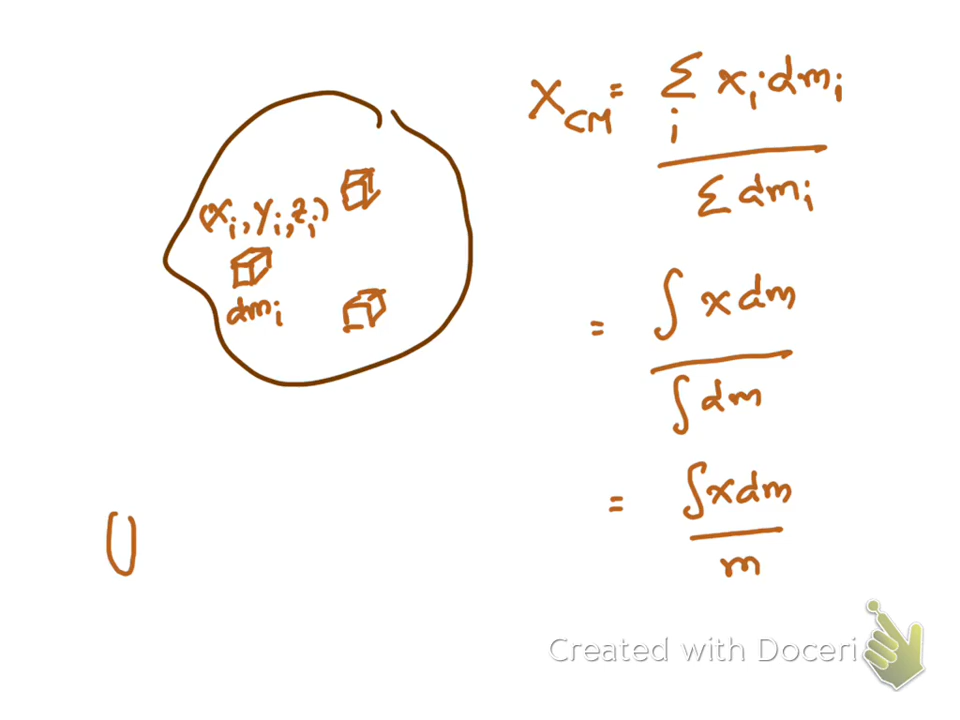 X_CM = Σ_i x_i · dm_i
Σ dm_i
(x_i, y_i, z_i)
dm_i
= ∫ x dm
∫ dm
= ∫ x dm
m
U
Created with Doceri